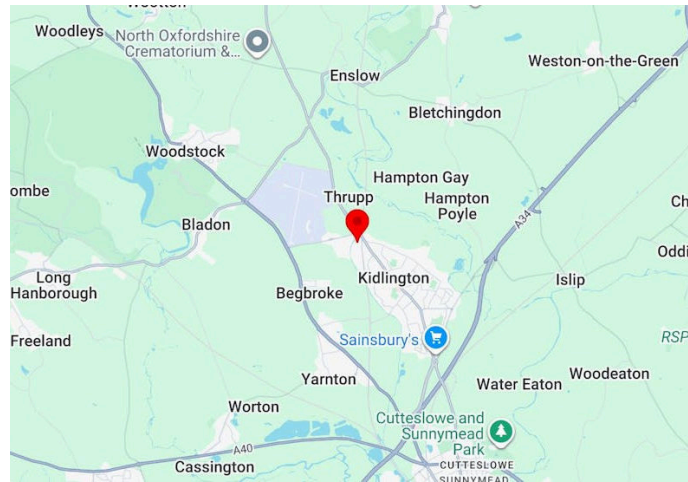 Wootton
Woodleys
North Oxfordshire
Crematorium &...
Weston-on-the-Green
Enslow
Bletchingdon
Woodstock
Hampton Gay
Thrupp
Hampton
Poyle
A34
Ch
ombe
Bladon
Oddi
Long
Hanborough
Kidlington
Islip
Begbroke
Freeland
Sainsbury's
RSP
Yarnton
Water Eaton
Woodeaton
Worton
Cutteslowe and
Sunnymead
Park
A40
Cassington
CUTTESLOWE
SUNNYMEAD